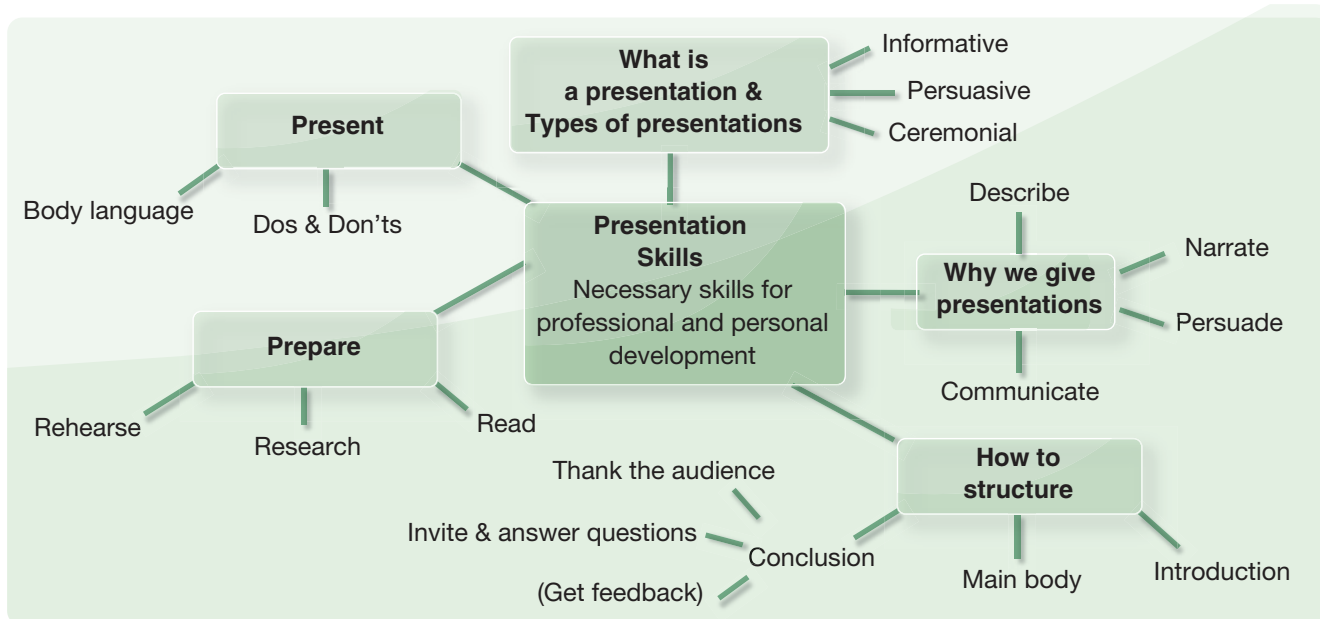 What is
a presentation &
Types of presentations
Informative
Persuasive
Ceremonial
Present
Body language
Dos & Don'ts
Presentation
Skills
Necessary skills for
professional and personal
development
Describe
Why we give
presentations
Narrate
Persuade
Communicate
Prepare
Rehearse
Research
Read
How to
structure
Thank the audience
Invite & answer questions
(Get feedback)
Conclusion
Main body
Introduction